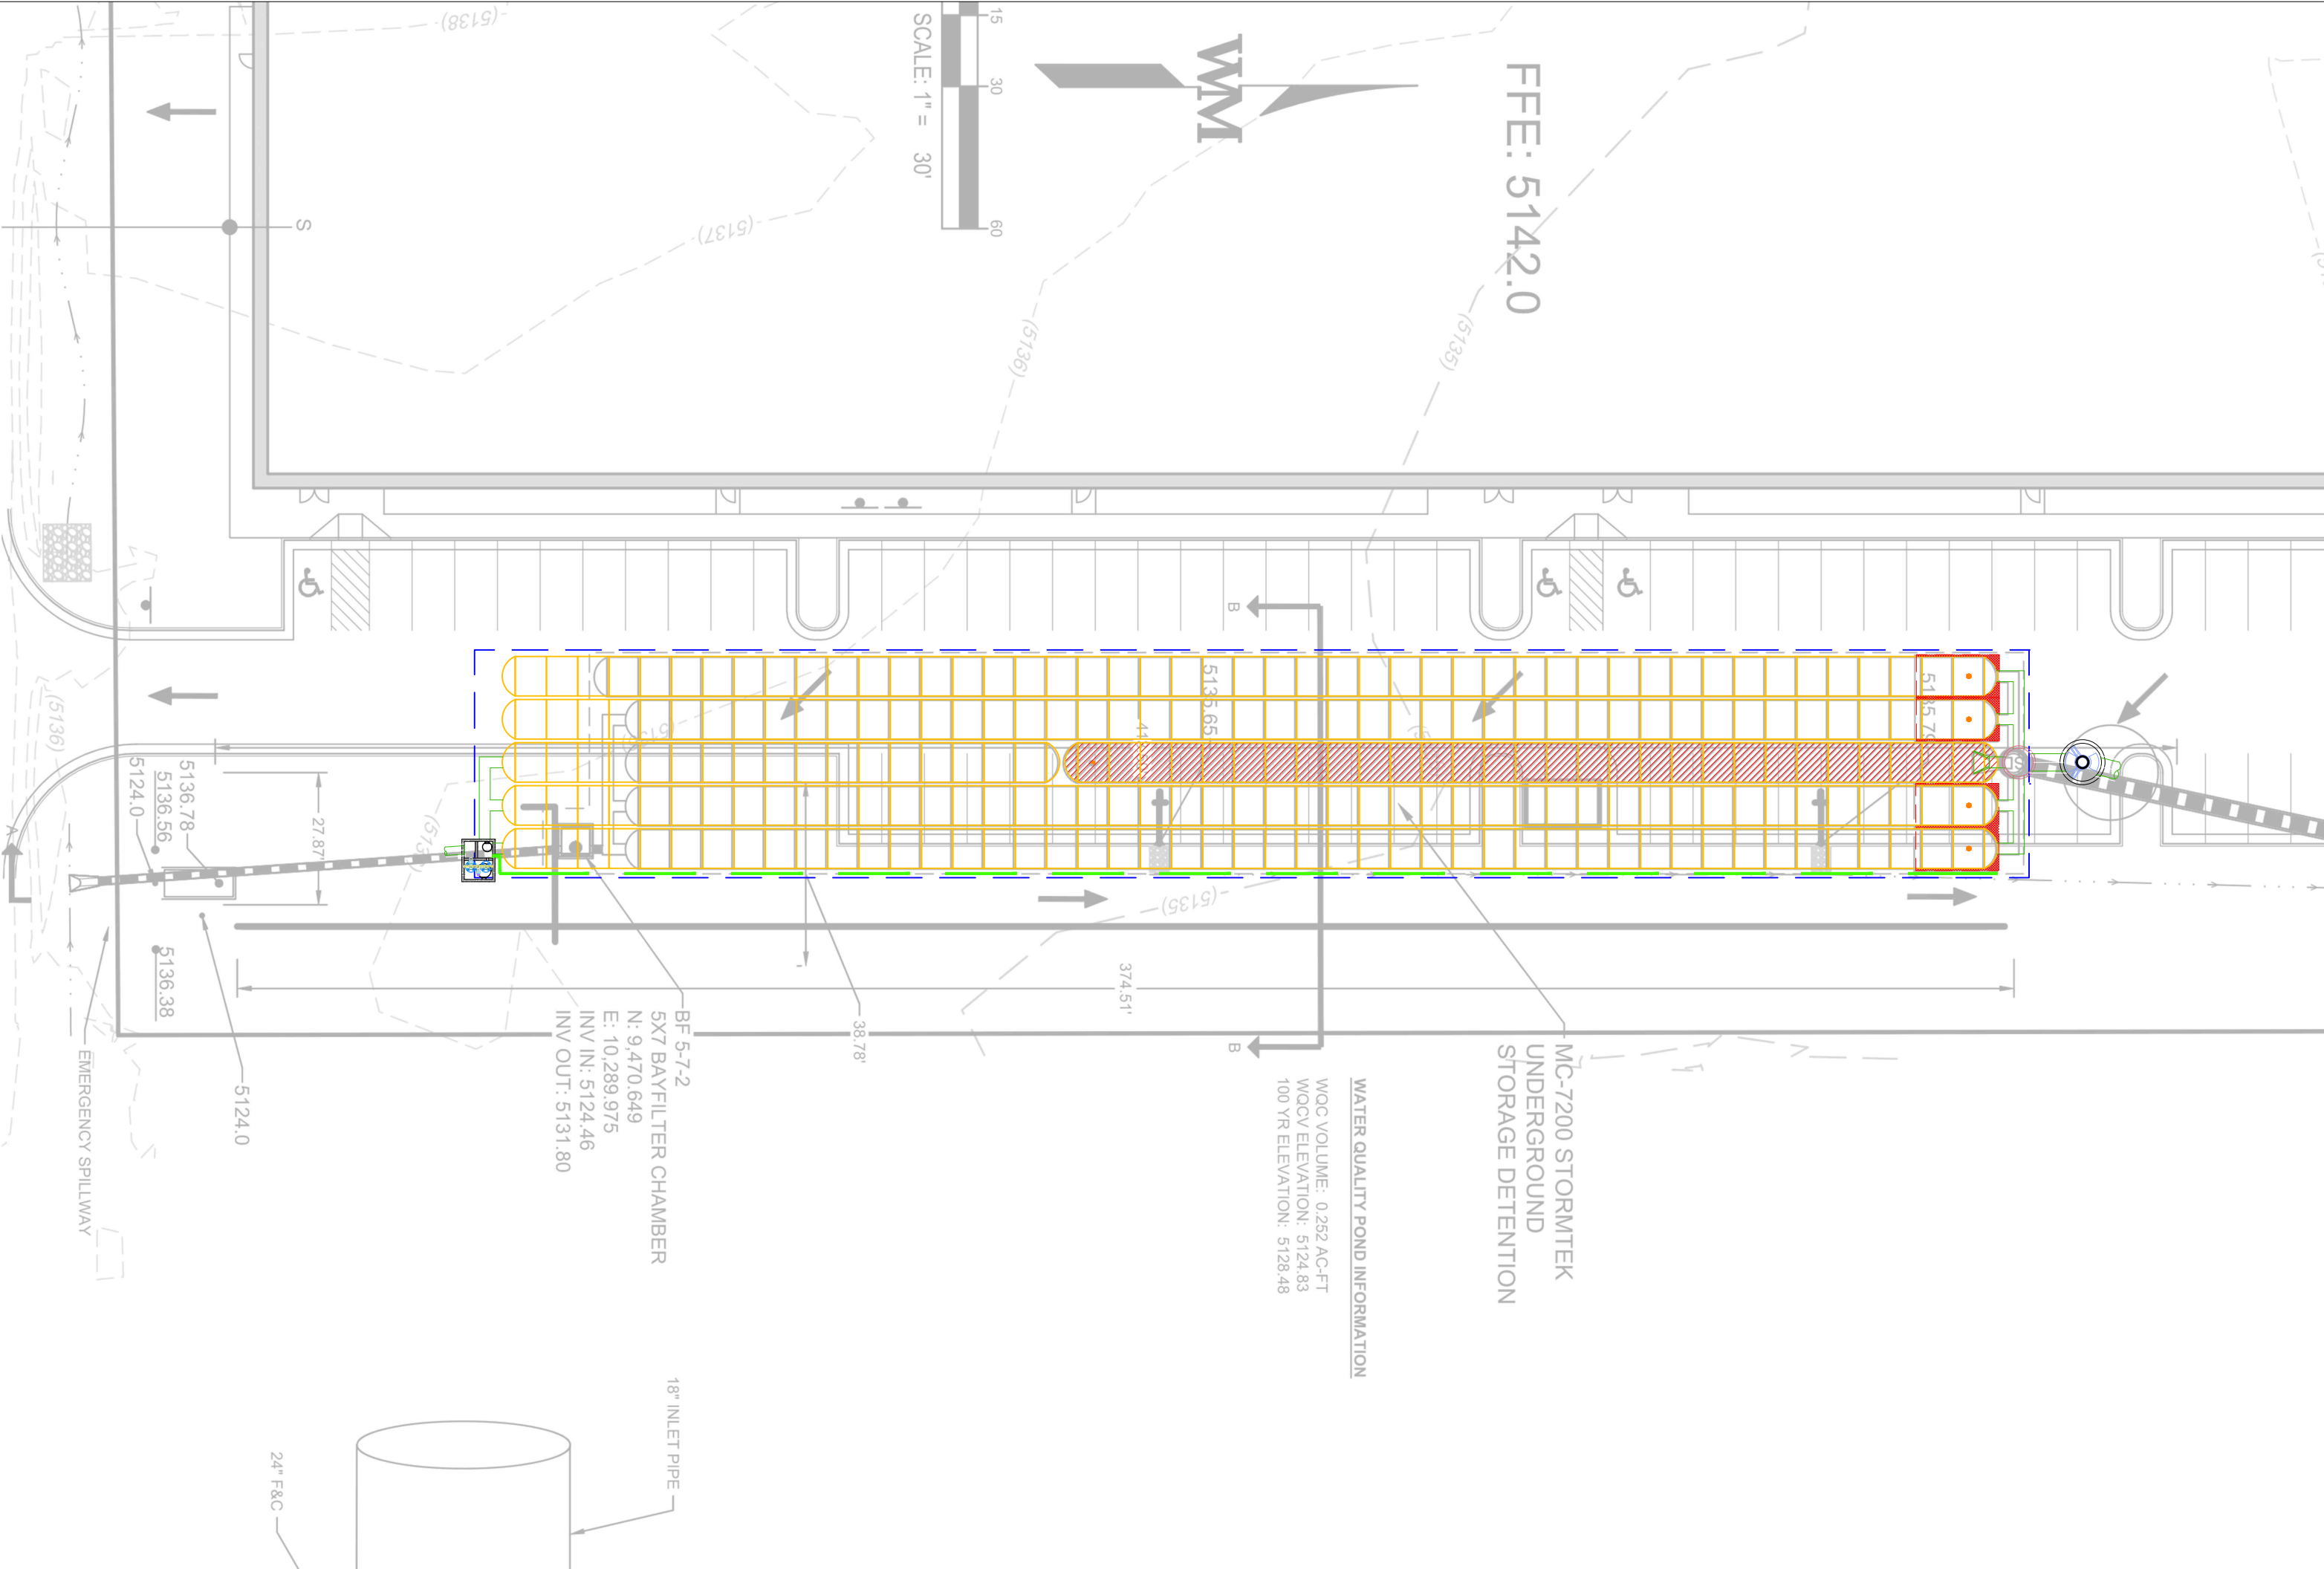 (5138)
15
30
60
SCALE: 1" = 30'
WM
FFE: 5142.0
(5137)
(5136)
(5135)
S
B
5135.65
(5136)
5124.0
5136.56
5136.78
27.87'
A
S
(5135)
5136.38
374.51'
38.78'
B
5124.0
EMERGENCY SPILLWAY
BF 5-7-2
5X7 BAYFILTER CHAMBER
N: 9,470.649
E: 10,289.975
INV IN: 5124.46
INV OUT: 5131.80
MC-7200 STORMTEK
UNDERGROUND
STORAGE DETENTION
WATER QUALITY POND INFORMATION
WQC VOLUME: 0.252 AC-FT
WQCV ELEVATION: 5124.83
100 YR ELEVATION: 5128.48
18" INLET PIPE
24" F&C